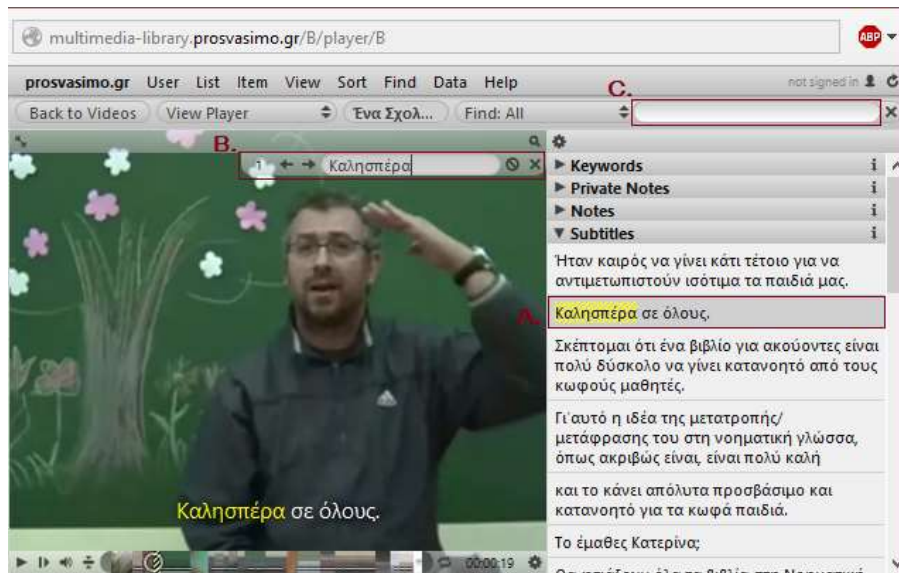 multimedia-library.prosvasimo.gr/B/player/B
ABP
prosvasimo.gr User List Item View Sort Find Data Help
not signed in
C.
Back to Videos View Player Ένα Σχολ... Find: All
B.
1 Καλησπέρα
Keywords i
Private Notes i
Notes i
Subtitles i
Ήταν καιρός να γίνει κάτι τέτοιο για να
αντιμετωπιστούν ισότιμα τα παιδιά μας.
A.
Καλησπέρα σε όλους.
Σκέπτομαι ότι ένα βιβλίο για ακούοντες είναι
πολύ δύσκολο να γίνει κατανοητό από τους
κωφούς μαθητές.
Γι΄αυτό η ιδέα της μετατροπής/
μετάφρασης του στη νοηματική γλώσσα,
όπως ακριβώς είναι, είναι πολύ καλή
και το κάνει απόλυτα προσβάσιμο και
κατανοητό για τα κωφά παιδιά.
Το έμαθες Κατερίνα;
Καλησπέρα σε όλους.
00:00:19